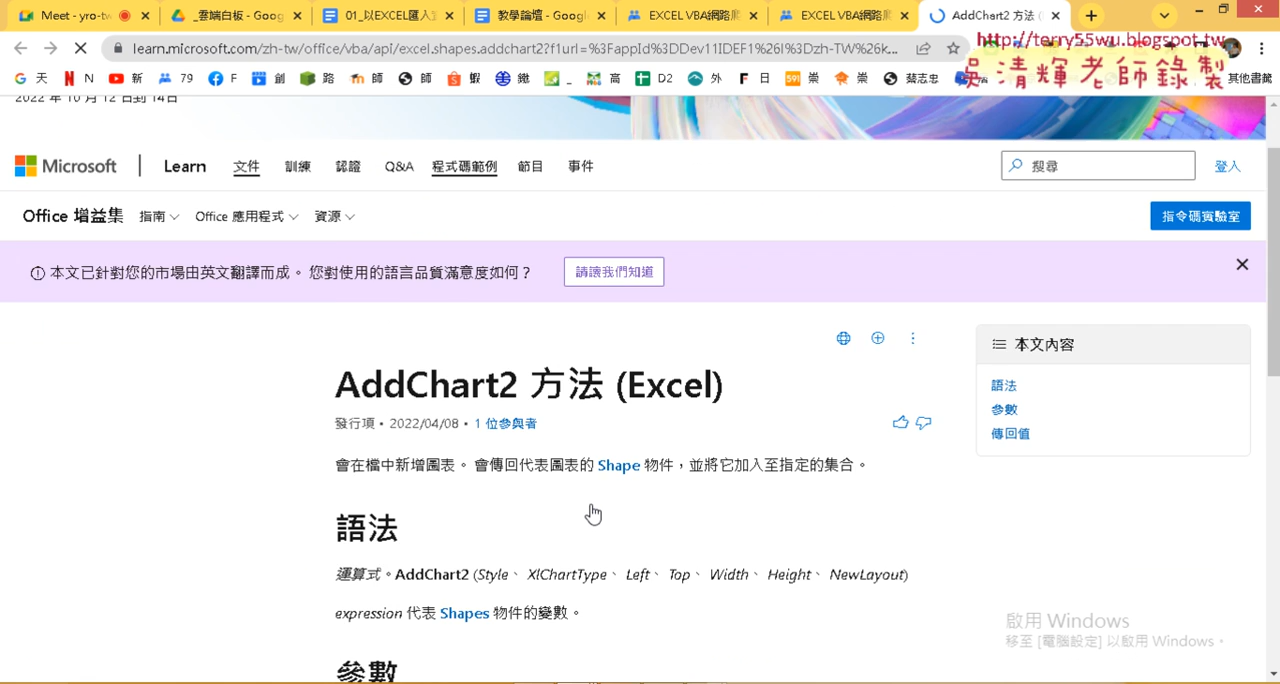 Meet - yro-tw
_雲端白板 - Goog
01_以EXCEL匯入
教學論壇 - Google
EXCEL VBA網路
EXCEL VBA網路
AddChart2 方法 (
learn.microsoft.com/zh-tw/office/vba/api/excel.shapes.addchart2?f1url=%3FappId%3DDev11IDEF1%26l%3Dzh-TW%26k...
http://terry55wu.blogspot.tw
吳清輝老師錄製
天 N 新 79 F 創 路 師 師 蝦 繳 _ 高 D2 外 日 崇 崇 蔡志忠 其他書籤
2022 年 10 月 12 日到 14日
Microsoft Learn 文件 訓練 認證 Q&A 程式碼範例 節目 事件 搜尋 登入
Office 增益集 指南 Office 應用程式 資源 指令碼實驗室
本文已針對您的市場由英文翻譯而成。 您對使用的語言品質滿意度如何？ 請讓我們知道
本文內容
語法
參數
傳回值
AddChart2 方法 (Excel)
發行項 • 2022/04/08 • 1 位參與者
會在檔中新增圖表。 會傳回代表圖表的 Shape 物件，並將它加入至指定的集合。
語法
運算式。AddChart2 (Style、 XlChartType、 Left、 Top、 Width、 Height、 NewLayout)
expression 代表 Shapes 物件的變數。
參數
啟用 Windows
移至 [電腦設定] 以啟用 Windows。